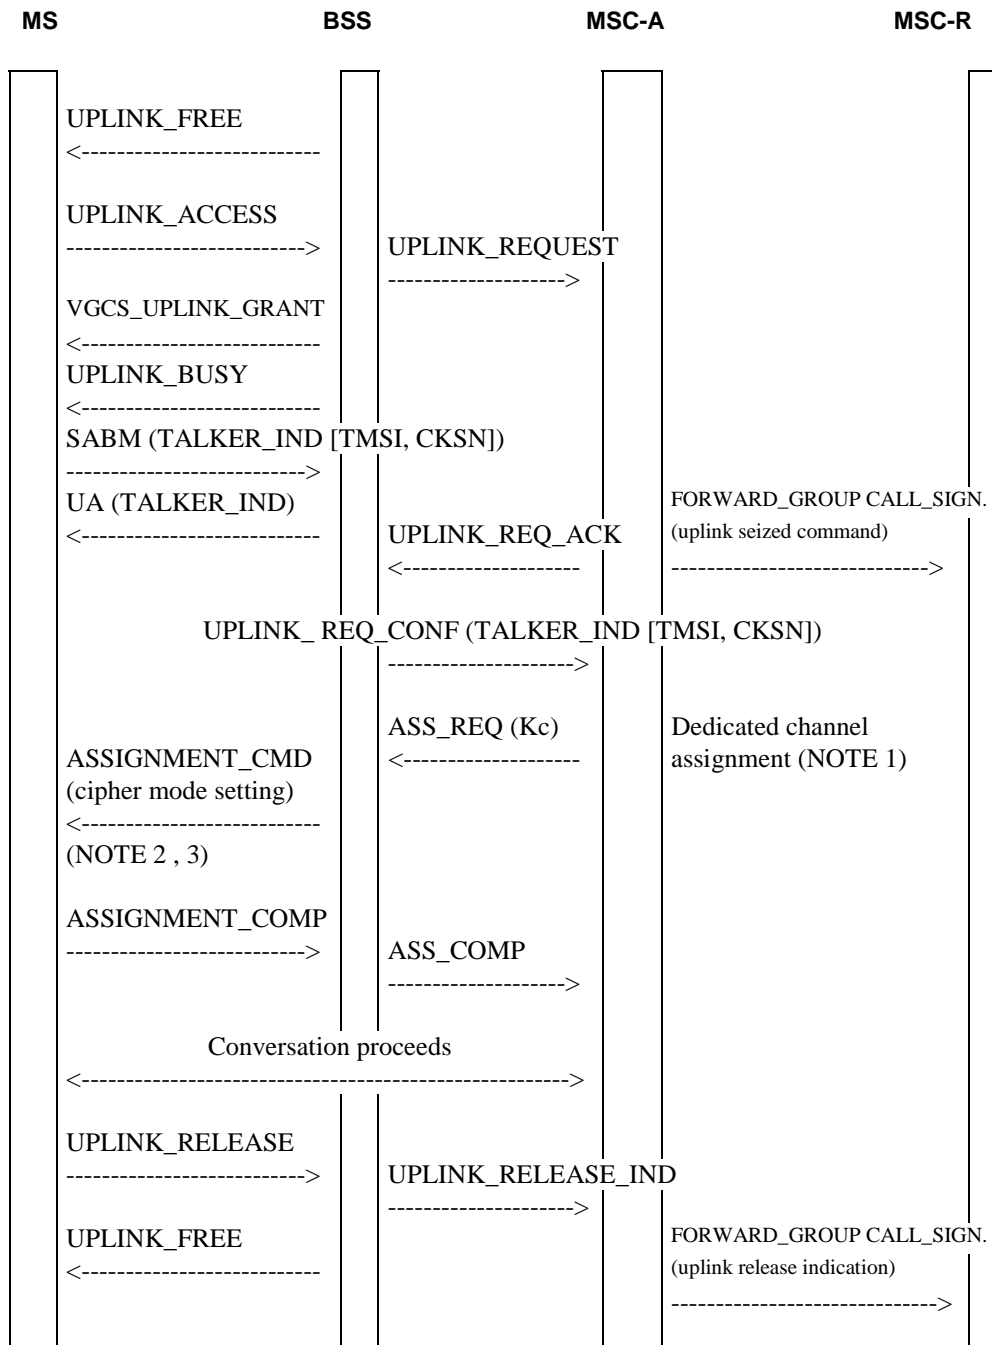 MS BSS MSC-A MSC-R
UPLINK_FREE
<---------------------------
UPLINK_ACCESS
--------------------------->
UPLINK_REQUEST
-------------------->
VGCS_UPLINK_GRANT
<---------------------------
UPLINK_BUSY
<---------------------------
SABM (TALKER_IND [TMSI, CKSN])
--------------------------->
UA (TALKER_IND)
<---------------------------
FORWARD_GROUP CALL_SIGN.
(uplink seized command)
UPLINK_REQ_ACK
<--------------------
----------------------------->
UPLINK_ REQ_CONF (TALKER_IND [TMSI, CKSN])
--------------------->
ASS_REQ (Kc)
<--------------------
Dedicated channel
assignment (NOTE 1)
ASSIGNMENT_CMD
(cipher mode setting)
<---------------------------
(NOTE 2 , 3)
ASSIGNMENT_COMP
--------------------------->
ASS_COMP
-------------------->
Conversation proceeds
<------------------------------------------------------->
UPLINK_RELEASE
--------------------------->
UPLINK_RELEASE_IND
--------------------->
UPLINK_FREE
<---------------------------
FORWARD_GROUP CALL_SIGN.
(uplink release indication)
------------------------------>